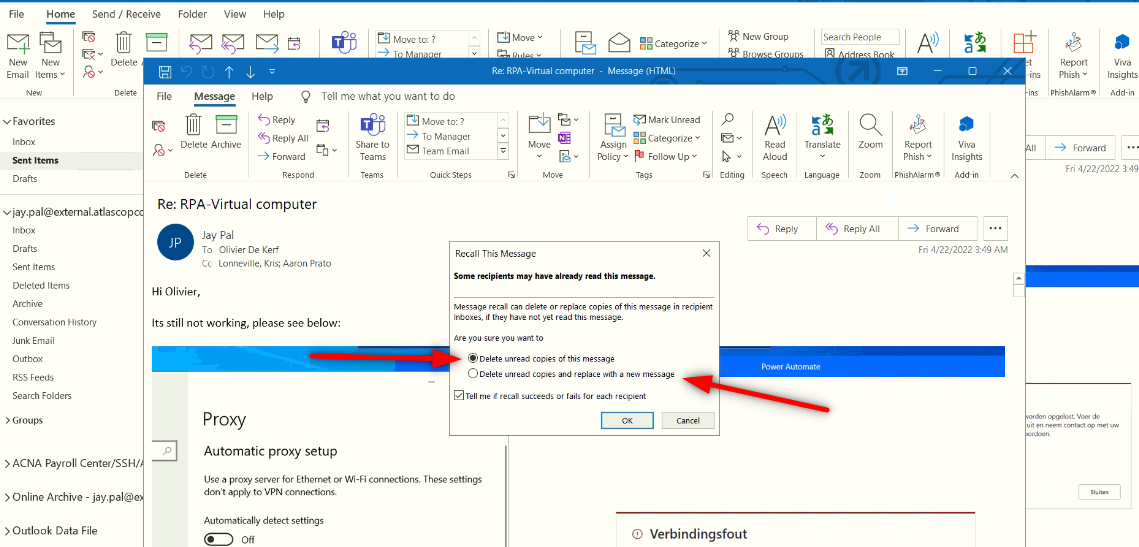 File Home Send / Receive Folder View Help
New Email
New Items
Delete
Move to: ?
To Manager
Move
Rules
Categorize
New Group
Browse Groups
Search People
Address Book
Report Phish
Viva Insights
New
Delete
PhishAlarm®
Add-in
Re: RPA-Virtual computer - Message (HTML)
File Message Help Tell me what you want to do
Delete Archive
Reply
Reply All
Forward
Share to Teams
Move to: ?
To Manager
Team Email
Move
Assign Policy
Mark Unread
Categorize
Follow Up
Read Aloud
Translate
Zoom
Report Phish
Viva Insights
Delete Respond Teams Quick Steps Move Tags Editing Speech Language Zoom PhishAlarm® Add-in
Favorites
Inbox
Sent Items
Drafts
jay.pal@external.atlascopco
Inbox
Drafts
Sent Items
Deleted Items
Archive
Conversation History
Junk Email
Outbox
RSS Feeds
Search Folders
Groups
ACNA Payroll Center/SSH/A
Online Archive - jay.pal@ex
Outlook Data File
All Forward
Fri 4/22/2022 3:49
Re: RPA-Virtual computer
JP
Jay Pal
To Olivier De Kerf
Cc Lonneville, Kris; Aaron Prato
Reply Reply All Forward
Fri 4/22/2022 3:49 AM
Hi Olivier,
Its still not working, please see below:
Recall This Message
Some recipients may have already read this message.
Message recall can delete or replace copies of this message in recipient
Inboxes, if they have not yet read this message.
Are you sure you want to
Delete unread copies of this message
Delete unread copies and replace with a new message
Tell me if recall succeeds or fails for each recipient
OK Cancel
Power Automate
Proxy
Automatic proxy setup
Use a proxy server for Ethernet or Wi-Fi connections. These settings
don't apply to VPN connections.
Automatically detect settings
Off
Verbindingsfout
worden opgelost. Voer de
uit en neem contact op met uw
Sluiten